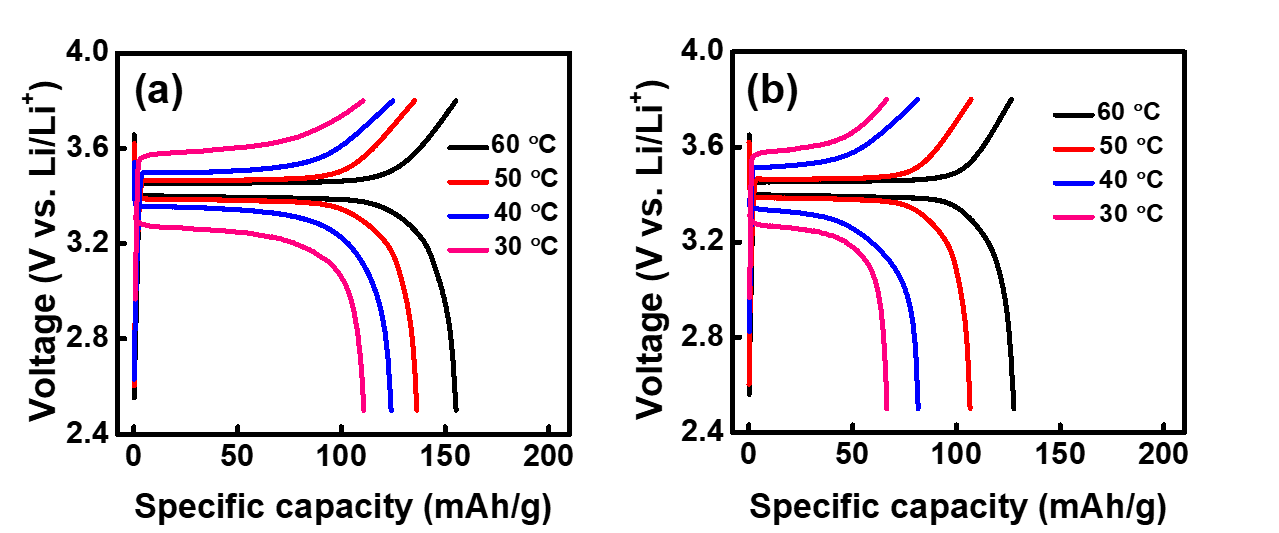 (a)
Voltage (V vs. Li/Li⁺)
4.0
3.6
3.2
2.8
2.4
60 °C
50 °C
40 °C
30 °C
0 50 100 150 200
Specific capacity (mAh/g)
(b)
Voltage (V vs. Li/Li⁺)
4.0
3.6
3.2
2.8
2.4
60 °C
50 °C
40 °C
30 °C
0 50 100 150 200
Specific capacity (mAh/g)